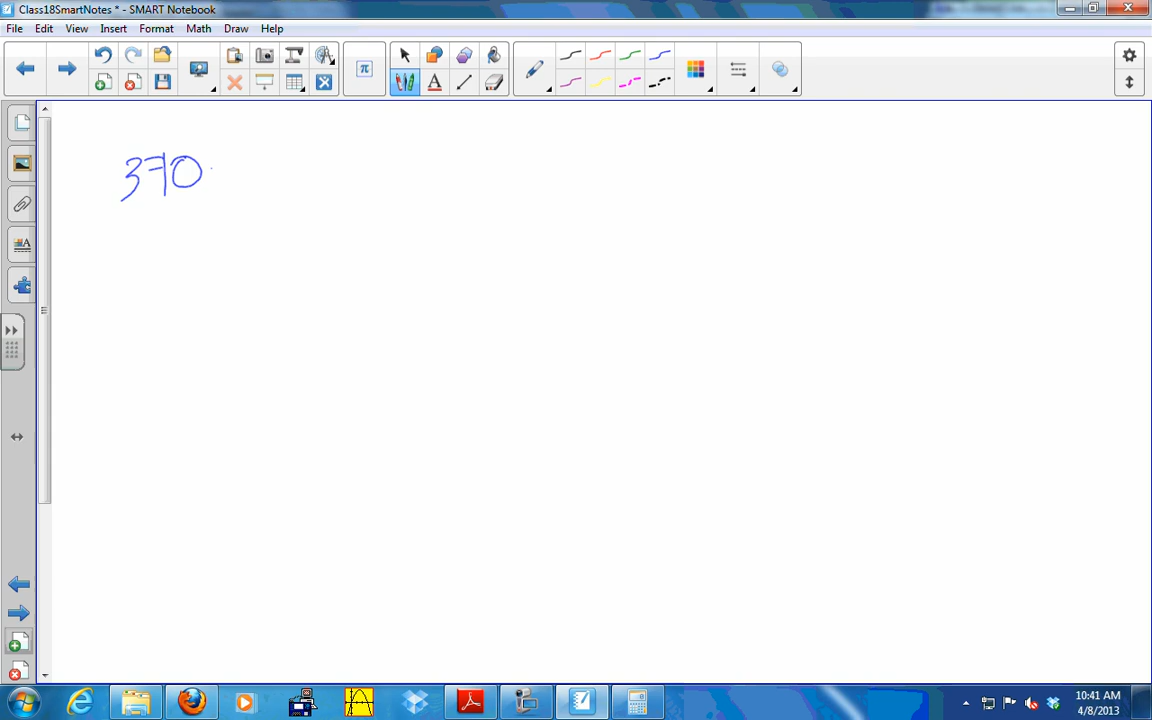 Class18SmartNotes * - SMART Notebook
File Edit View Insert Format Math Draw Help
π
A
370
10:41 AM
4/8/2013